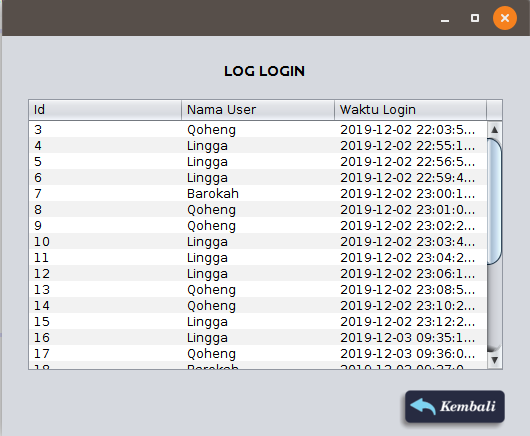 LOG LOGIN
Id Nama User Waktu Login
3 Qoheng 2019-12-02 22:03:5...
4 Lingga 2019-12-02 22:55:1...
5 Lingga 2019-12-02 22:56:5...
6 Lingga 2019-12-02 22:59:4...
7 Barokah 2019-12-02 23:00:1...
8 Qoheng 2019-12-02 23:01:0...
9 Qoheng 2019-12-02 23:02:2...
10 Lingga 2019-12-02 23:03:4...
11 Lingga 2019-12-02 23:04:2...
12 Lingga 2019-12-02 23:06:1...
13 Qoheng 2019-12-02 23:08:5...
14 Qoheng 2019-12-02 23:10:2...
15 Lingga 2019-12-02 23:12:2...
16 Lingga 2019-12-03 09:35:1...
17 Qoheng 2019-12-03 09:36:0...
18 Barokah
Kembali